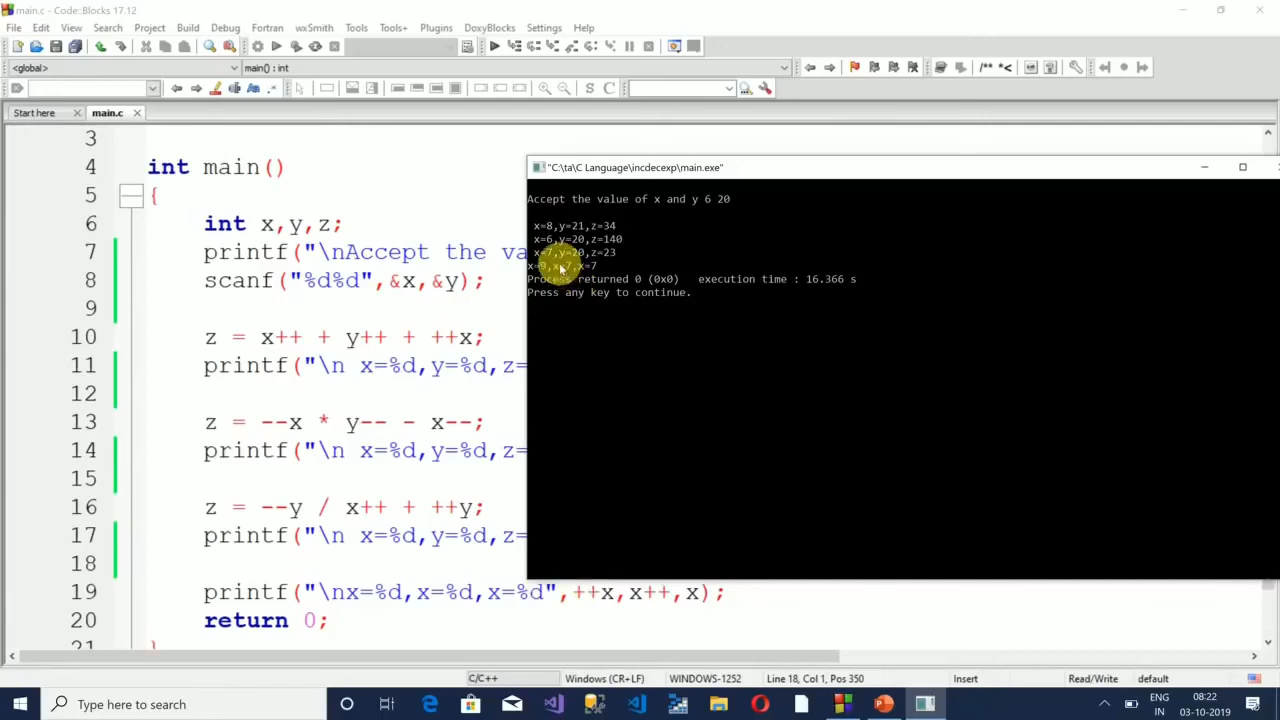 main.c - Code::Blocks 17.12
File Edit View Search Project Build Debug Fortran wxSmith Tools Tools+ Plugins DoxyBlocks Settings Help
<global> main() : int
/** *<
S C
Start here main.c
3
4 int main()
5 {
6 int x,y,z;
7 printf("\nAccept the va
8 scanf("%d%d",&x,&y);
9
10 z = x++ + y++ + ++x;
11 printf("\n x=%d,y=%d,z=
12
13 z = --x * y-- - x--;
14 printf("\n x=%d,y=%d,z=
15
16 z = --y / x++ + ++y;
17 printf("\n x=%d,y=%d,z=
18
19 printf("\nx=%d,x=%d,x=%d",++x,x++,x);
20 return 0;
21 }
"C:\ta\C Language\incdecexp\main.exe"
Accept the value of x and y 6 20
x=8,y=21,z=34
x=6,y=20,z=140
x=7,y=20,z=23
x=9,x=7,x=7
Process returned 0 (0x0) execution time : 16.366 s
Press any key to continue.
C/C++ Windows (CR+LF) WINDOWS-1252 Line 18, Col 1, Pos 350 Insert Read/Write default
Type here to search
ENG
IN
08:22
03-10-2019